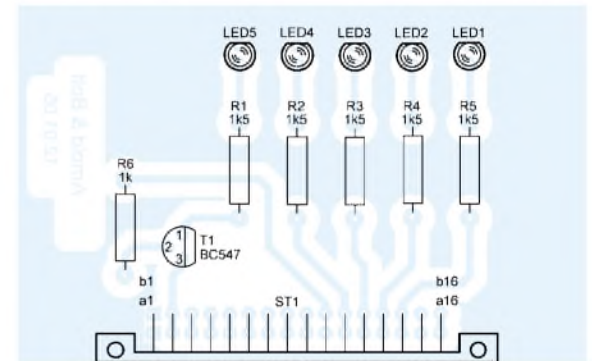 LED5 LED4 LED3 LED2 LED1
R1 R2 R3 R4 R5
1k5 1k5 1k5 1k5 1k5
R6
1k
1
2
3
T1
BC547
b1 b16
a1 ST1 a16